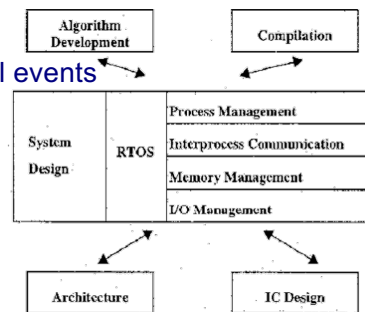 Algorithm
Development
Compilation
l events
System
Design
RTOS
Process Management
Interprocess Communication
Memory Management
I/O Management
Architecture
IC Design